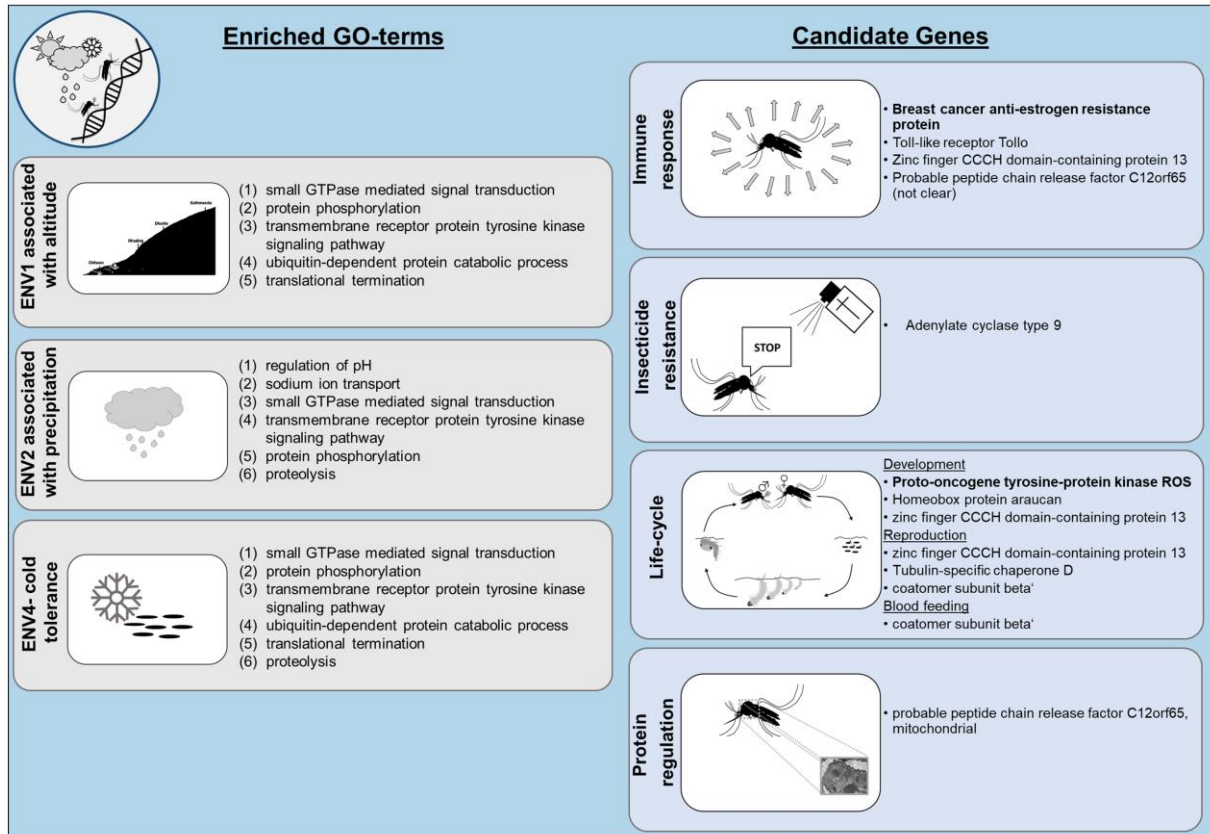 Enriched GO-terms
ENV1 associated
with altitude
(1) small GTPase mediated signal transduction
(2) protein phosphorylation
(3) transmembrane receptor protein tyrosine kinase
signaling pathway
(4) ubiquitin-dependent protein catabolic process
(5) translational termination
ENV2 associated
with precipitation
(1) regulation of pH
(2) sodium ion transport
(3) small GTPase mediated signal transduction
(4) transmembrane receptor protein tyrosine kinase
signaling pathway
(5) protein phosphorylation
(6) proteolysis
ENV4- cold
tolerance
(1) small GTPase mediated signal transduction
(2) protein phosphorylation
(3) transmembrane receptor protein tyrosine kinase
signaling pathway
(4) ubiquitin-dependent protein catabolic process
(5) translational termination
(6) proteolysis
Candidate Genes
Immune
response
• Breast cancer anti-estrogen resistance
protein
• Toll-like receptor Tollo
• Zinc finger CCCH domain-containing protein 13
• Probable peptide chain release factor C12orf65
(not clear)
Insecticide
resistance
STOP
• Adenylate cyclase type 9
Life-cycle
Development
• Proto-oncogene tyrosine-protein kinase ROS
• Homeobox protein araucan
• zinc finger CCCH domain-containing protein 13
Reproduction
• zinc finger CCCH domain-containing protein 13
• Tubulin-specific chaperone D
• coatomer subunit beta‘
Blood feeding
• coatomer subunit beta‘
Protein
regulation
• probable peptide chain release factor C12orf65,
mitochondrial